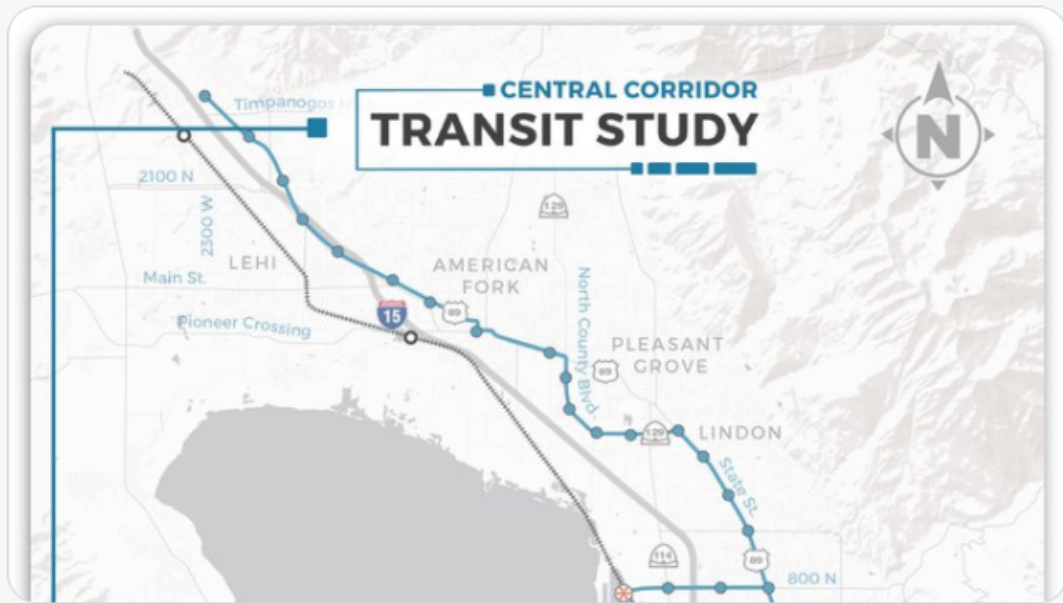 CENTRAL CORRIDOR
TRANSIT STUDY
N
Timpanogos
2100 N
2300 W
129
LEHI
AMERICAN
FORK
Main St.
15
89
North County Blvd.
Pioneer Crossing
PLEASANT
GROVE
89
129
LINDON
State St.
114
89
800 N